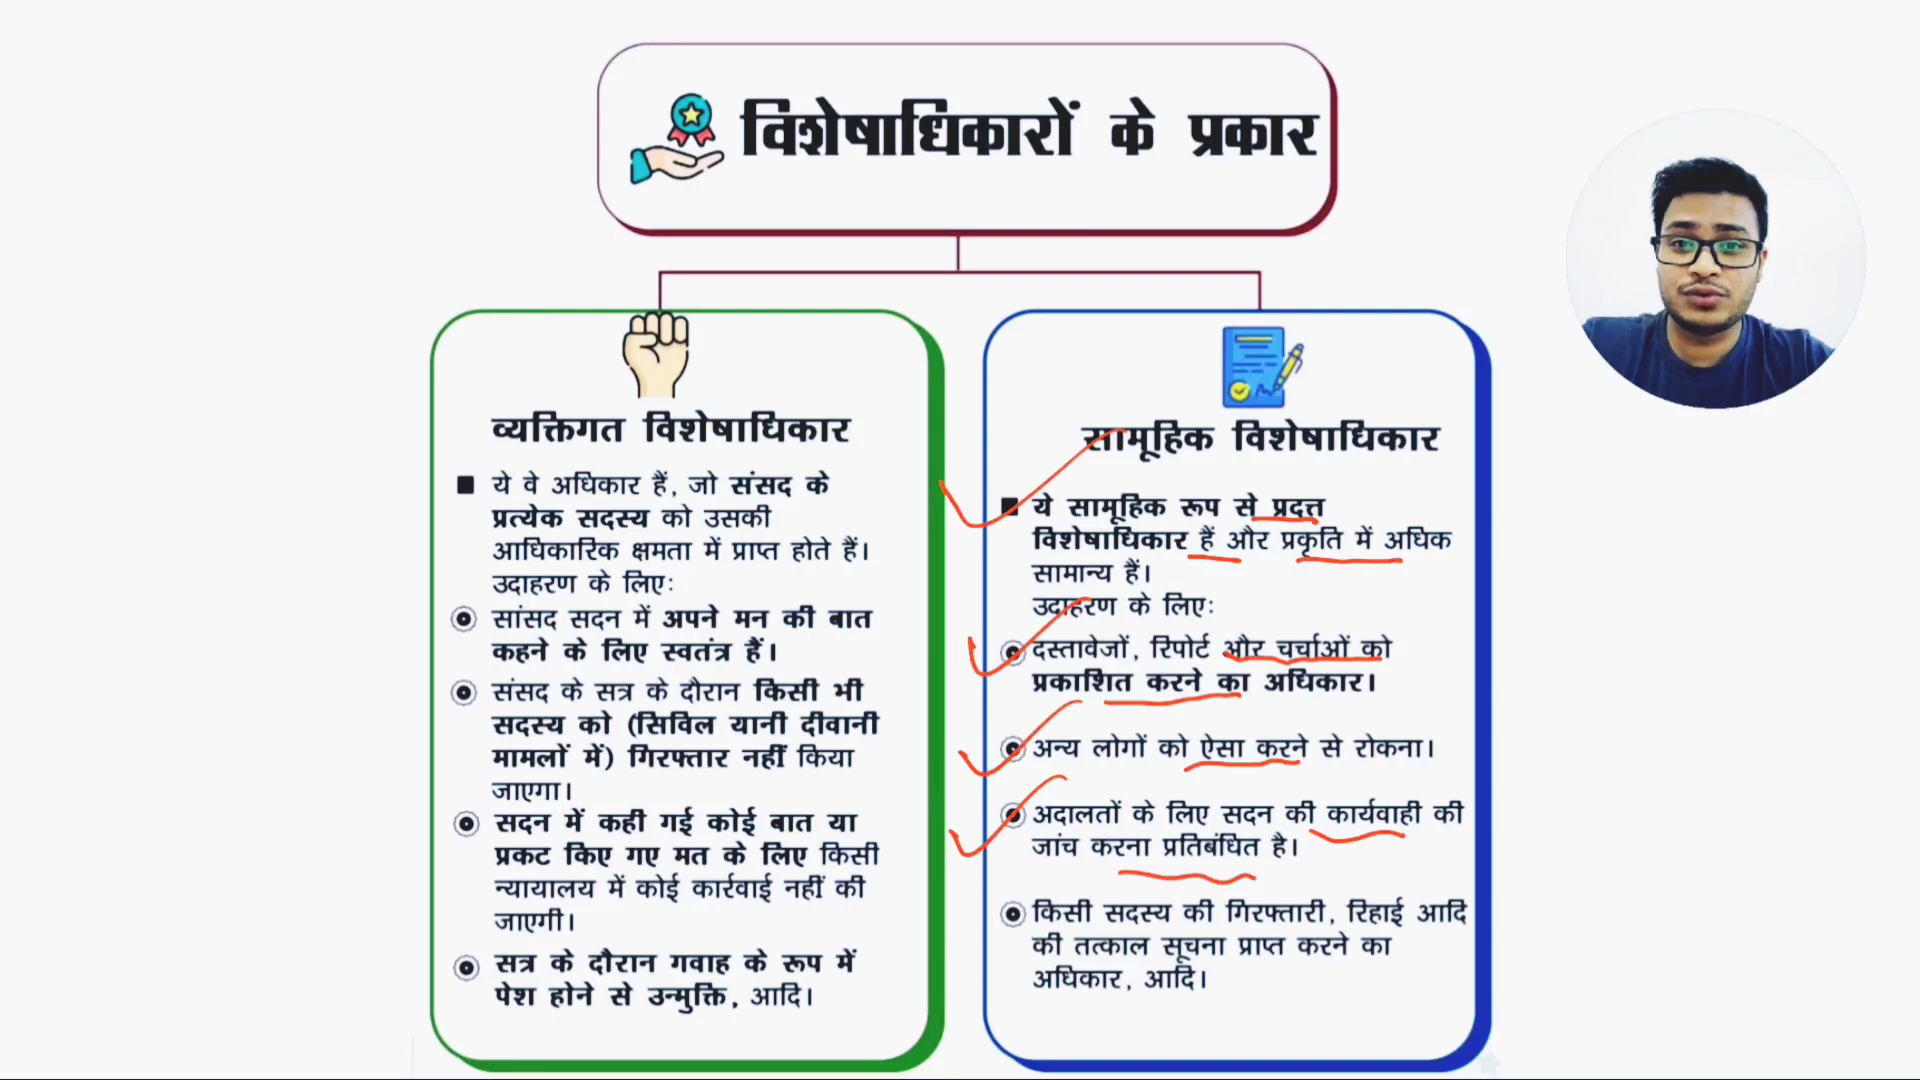 विशेषाधिकारों के प्रकार
व्यक्तिगत विशेषाधिकार
ये वे अधिकार हैं, जो संसद के
प्रत्येक सदस्य को उसकी
आधिकारिक क्षमता में प्राप्त होते हैं।
उदाहरण के लिए:
सांसद सदन में अपने मन की बात
कहने के लिए स्वतंत्र हैं।
संसद के सत्र के दौरान किसी भी
सदस्य को (सिविल यानी दीवानी
मामलों में) गिरफ्तार नहीं किया
जाएगा।
सदन में कही गई कोई बात या
प्रकट किए गए मत के लिए किसी
न्यायालय में कोई कार्रवाई नहीं की
जाएगी।
सत्र के दौरान गवाह के रूप में
पेश होने से उन्मुक्ति, आदि।
सामूहिक विशेषाधिकार
ये सामूहिक रूप से प्रदत्त
विशेषाधिकार हैं और प्रकृति में अधिक
सामान्य हैं।
उदाहरण के लिए:
दस्तावेजों, रिपोर्ट और चर्चाओं को
प्रकाशित करने का अधिकार।
अन्य लोगों को ऐसा करने से रोकना।
अदालतों के लिए सदन की कार्यवाही की
जांच करना प्रतिबंधित है।
किसी सदस्य की गिरफ्तारी, रिहाई आदि
की तत्काल सूचना प्राप्त करने का
अधिकार, आदि।